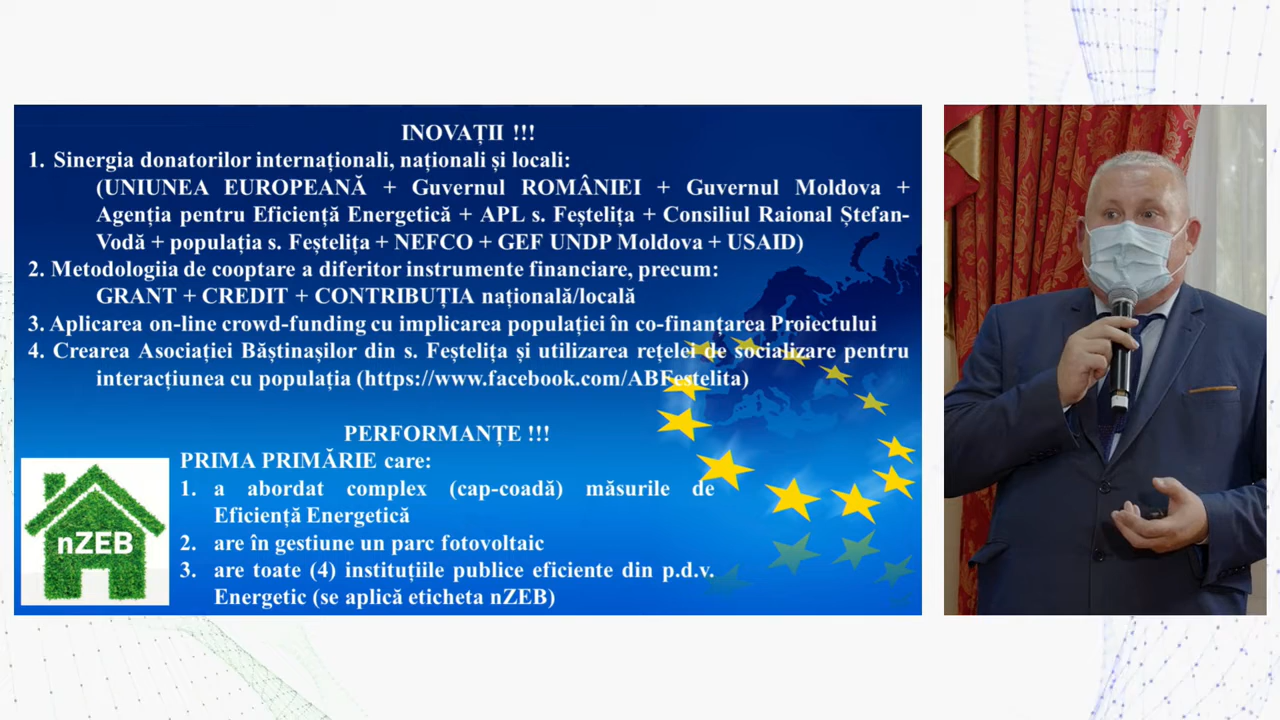 INOVAȚII !!!
1. Sinergia donatorilor internaționali, naționali și locali:
(UNIUNEA EUROPEANĂ + Guvernul ROMÂNIEI + Guvernul Moldova +
Agenția pentru Eficiență Energetică + APL s. Feștelița + Consiliul Raional Ștefan-
Vodă + populația s. Feștelița + NEFCO + GEF UNDP Moldova + USAID)
2. Metodologiia de cooptare a diferitor instrumente financiare, precum:
GRANT + CREDIT + CONTRIBUȚIA națională/locală
3. Aplicarea on-line crowd-funding cu implicarea populației în co-finanțarea Proiectului
4. Crearea Asociației Băștinașilor din s. Feștelița și utilizarea rețelei de socializare pentru
interacțiunea cu populația (https://www.facebook.com/ABFestelita)
PERFORMANȚE !!!
PRIMA PRIMĂRIE care:
1. a abordat complex (cap-coadă) măsurile de
Eficiență Energetică
2. are în gestiune un parc fotovoltaic
3. are toate (4) instituțiile publice eficiente din p.d.v.
Energetic (se aplică eticheta nZEB)
nZEB